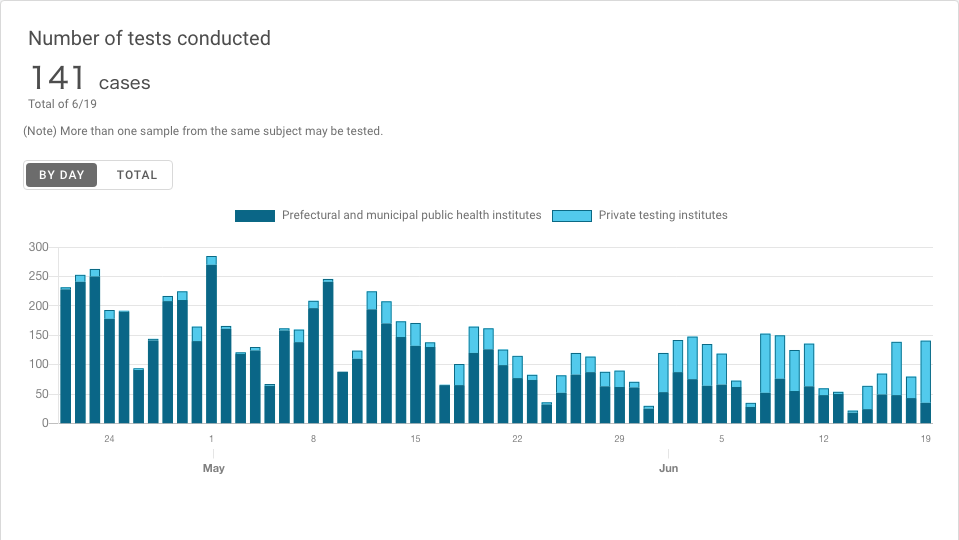 Number of tests conducted
141 cases
Total of 6/19
(Note) More than one sample from the same subject may be tested.
BY DAY TOTAL
Prefectural and municipal public health institutes Private testing institutes
300
250
200
150
100
50
0
24 1 8 15 22 29 5 12 19
May Jun